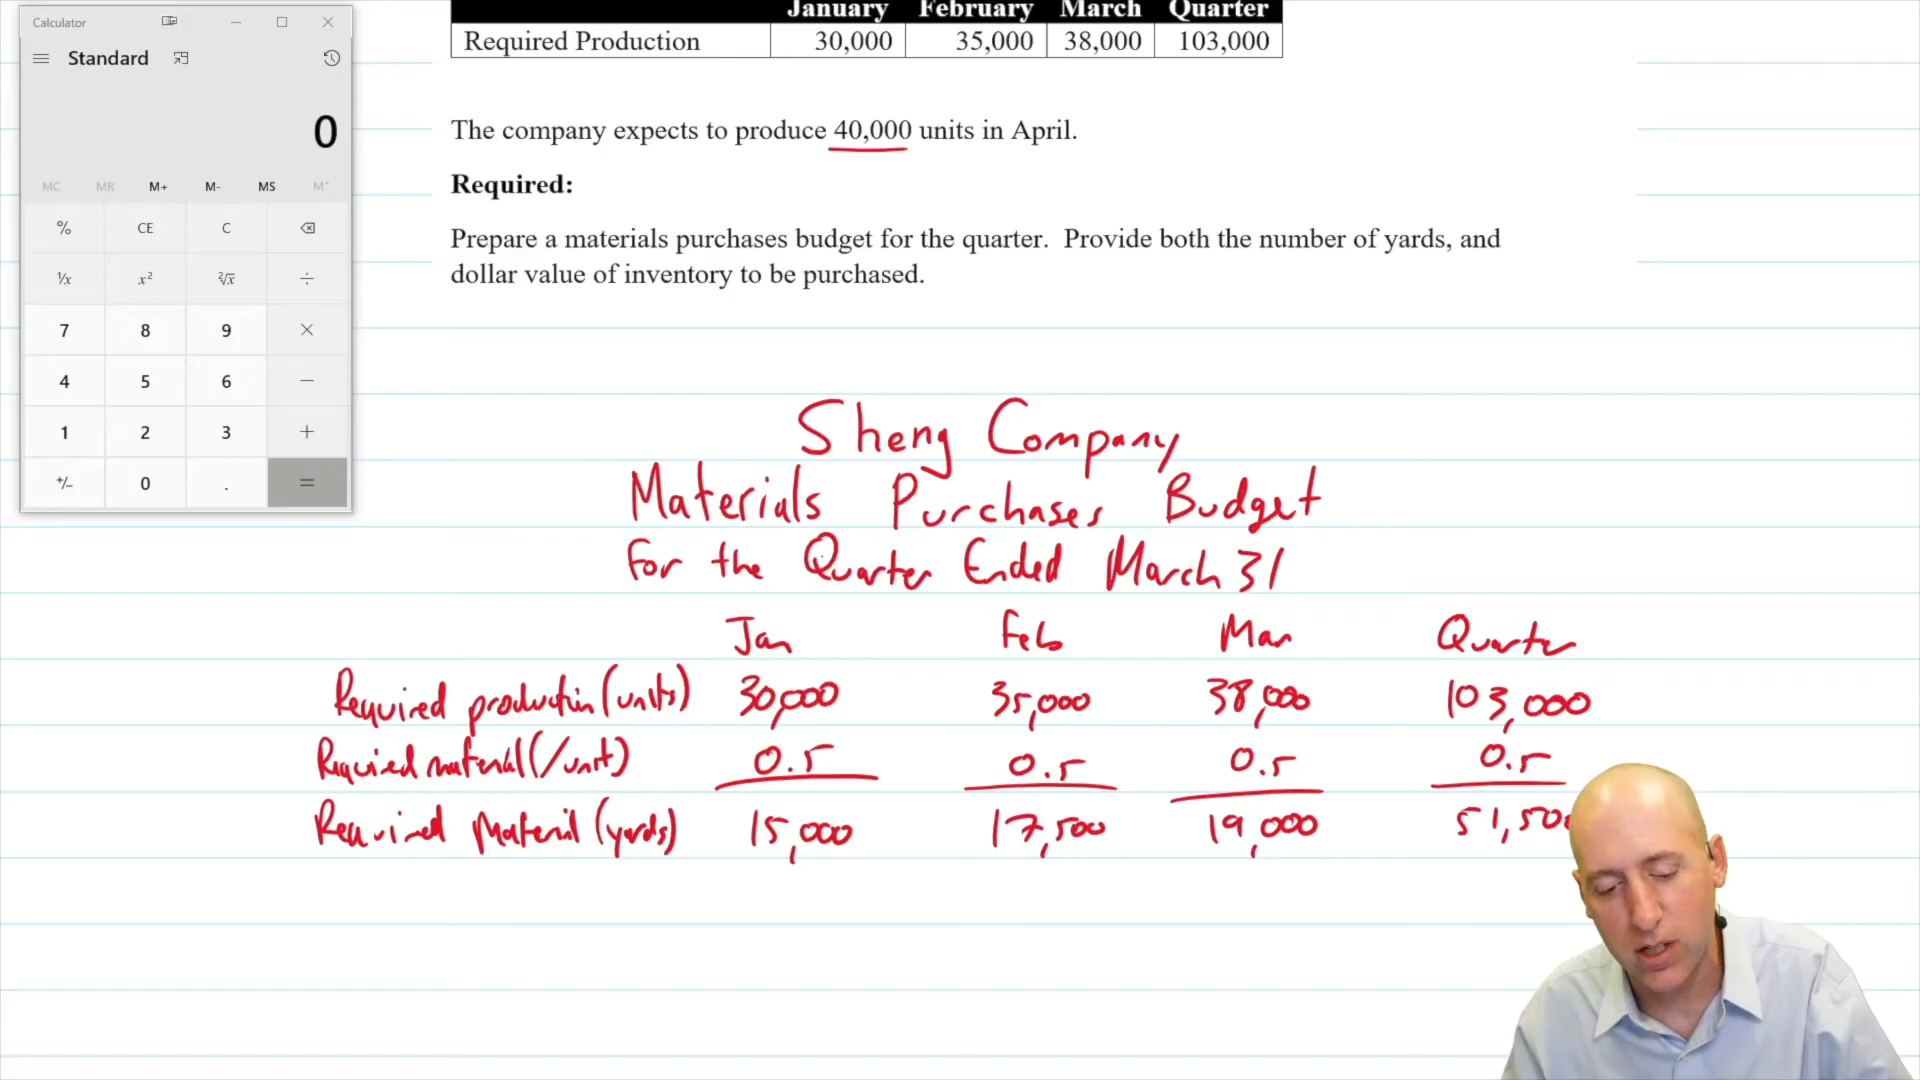 Calculator
Standard
0
MC MR M+ M- MS M˅
% CE C
⅟x x² ²√x ÷
7 8 9 ×
4 5 6 −
1 2 3 +
+/− 0 . =
January February March Quarter
Required Production 30,000 35,000 38,000 103,000
The company expects to produce 40,000 units in April.
Required:
Prepare a materials purchases budget for the quarter. Provide both the number of yards, and
dollar value of inventory to be purchased.
Sheng Company
Materials Purchases Budget
For the Quarter Ended March 31
Jan Feb Mar Quarter
Required production (units) 30,000 35,000 38,000 103,000
Required material (/unit) 0.5 0.5 0.5 0.5
Required Material (yards) 15,000 17,500 19,000 51,500